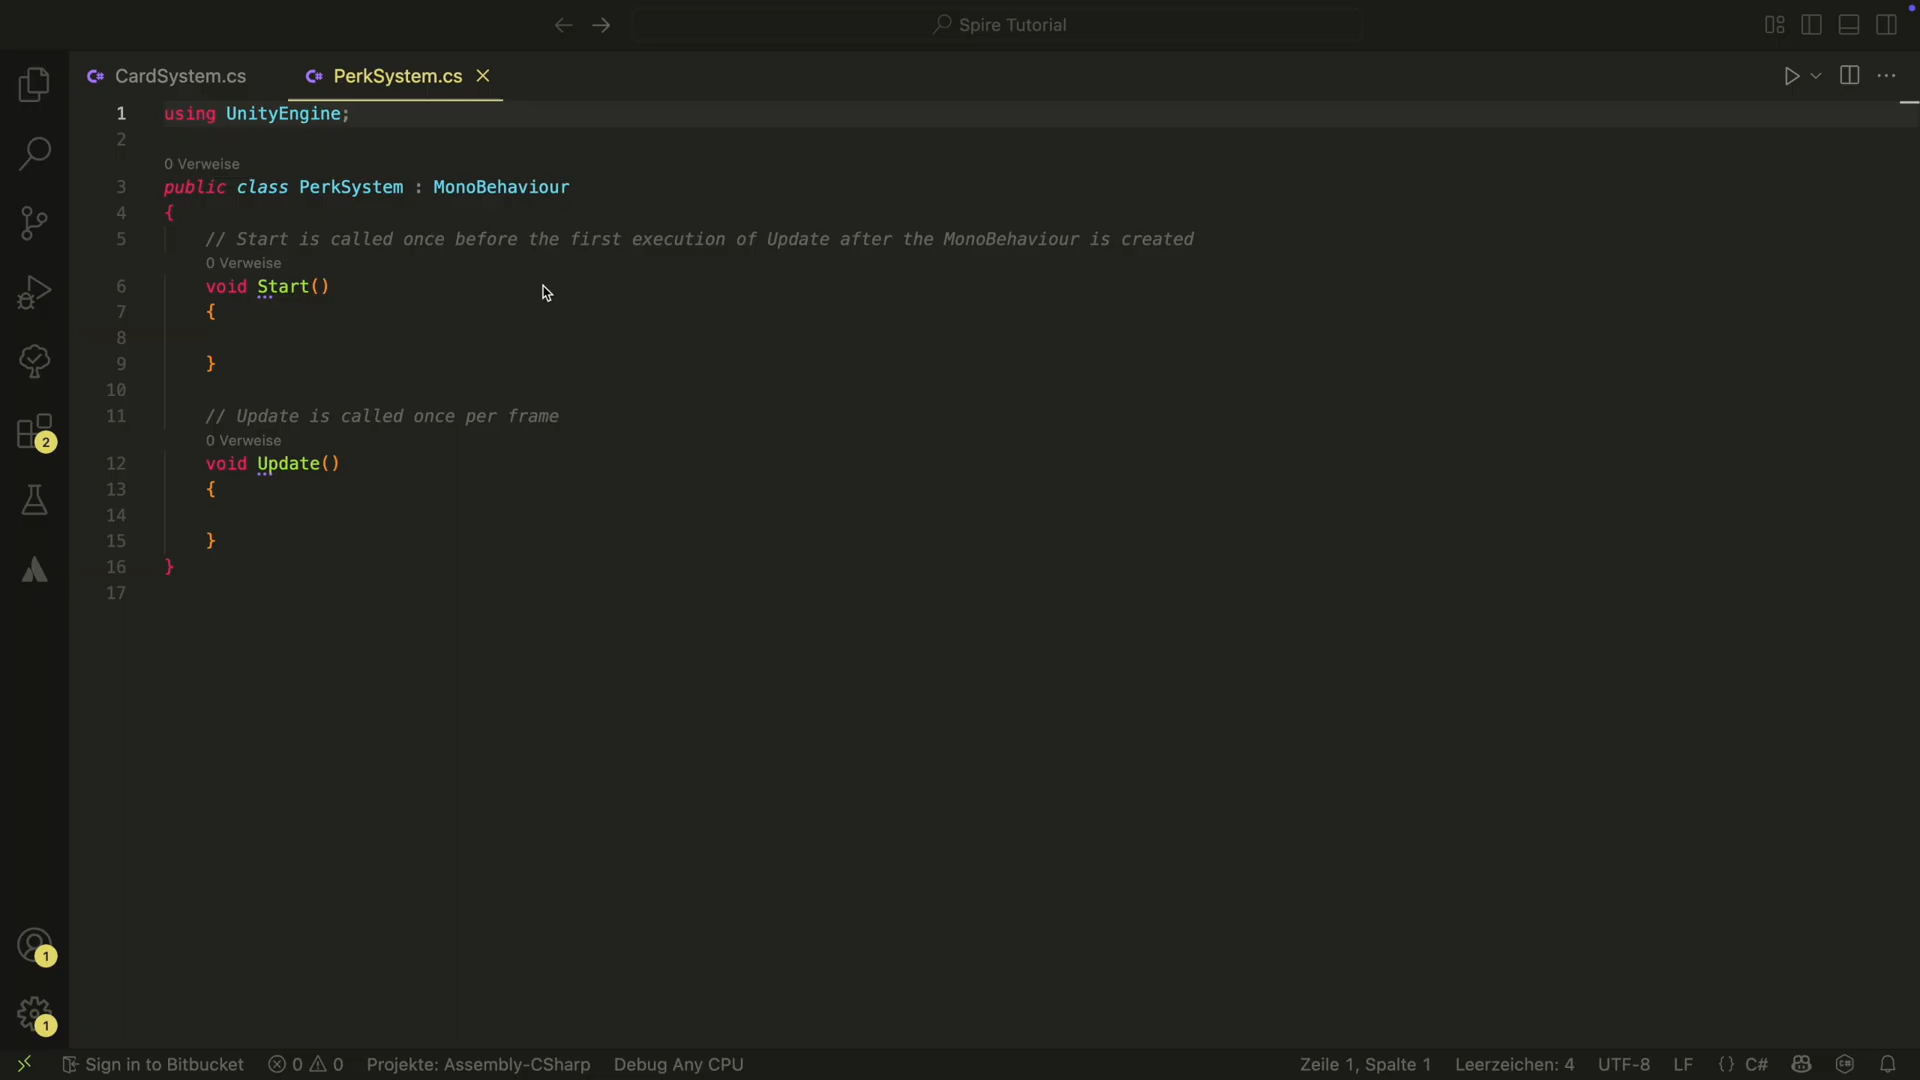 Spire Tutorial
CardSystem.cs
PerkSystem.cs
1 using UnityEngine;
2
0 Verweise
3 public class PerkSystem : MonoBehaviour
4 {
5 // Start is called once before the first execution of Update after the MonoBehaviour is created
0 Verweise
6 void Start()
7 {
8
9 }
10
11 // Update is called once per frame
0 Verweise
12 void Update()
13 {
14
15 }
16 }
17
2
1
1
Sign in to Bitbucket 0 0 Projekte: Assembly-CSharp Debug Any CPU Zeile 1, Spalte 1 Leerzeichen: 4 UTF-8 LF {} C#